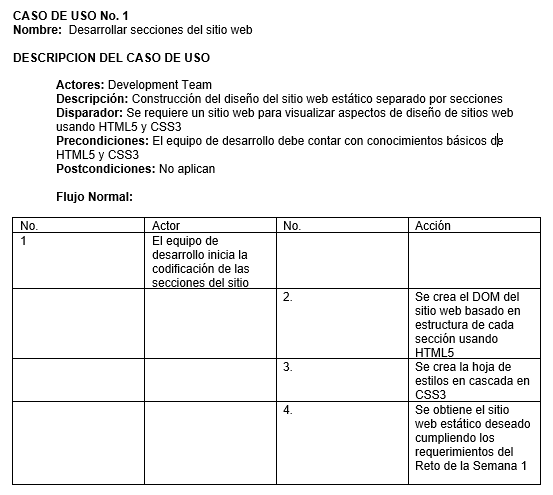 CASO DE USO No. 1
Nombre: Desarrollar secciones del sitio web
DESCRIPCION DEL CASO DE USO
Actores: Development Team
Descripción: Construcción del diseño del sitio web estático separado por secciones
Disparador: Se requiere un sitio web para visualizar aspectos de diseño de sitios web
usando HTML5 y CSS3
Precondiciones: El equipo de desarrollo debe contar con conocimientos básicos de
HTML5 y CSS3
Postcondiciones: No aplican
Flujo Normal:
No. Actor No. Acción
1 El equipo de
desarrollo inicia la
codificación de las
secciones del sitio
2. Se crea el DOM del
sitio web basado en
estructura de cada
sección usando
HTML5
3. Se crea la hoja de
estilos en cascada en
CSS3
4. Se obtiene el sitio
web estático deseado
cumpliendo los
requerimientos del
Reto de la Semana 1